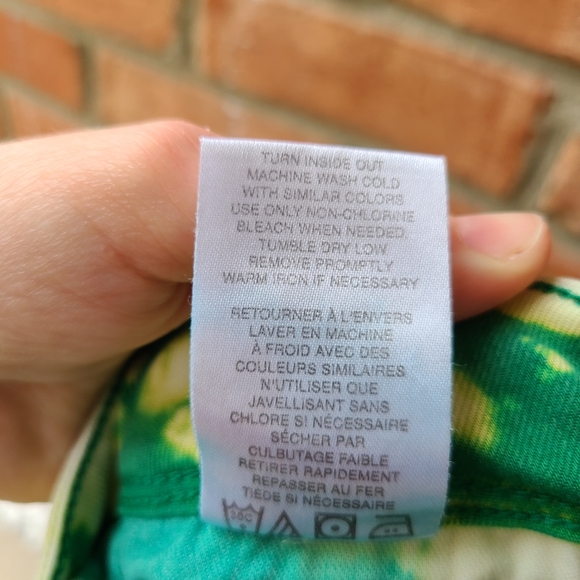 TURN INSIDE OUT
MACHINE WASH COLD
WITH SIMILAR COLORS
USE ONLY NON-CHLORINE
BLEACH WHEN NEEDED.
TUMBLE DRY LOW
REMOVE PROMPTLY
WARM IRON IF NECESSARY
RETOURNER À L'ENVERS
LAVER EN MACHINE
À FROID AVEC DES
COULEURS SIMILAIRES
N'UTILISER QUE
JAVELLISANT SANS
CHLORE SI NÉCESSAIRE
SÉCHER PAR
CULBUTAGE FAIBLE
RETIRER RAPIDEMENT
REPASSER AU FER
TIÈDE SI NÉCESSAIRE
30C